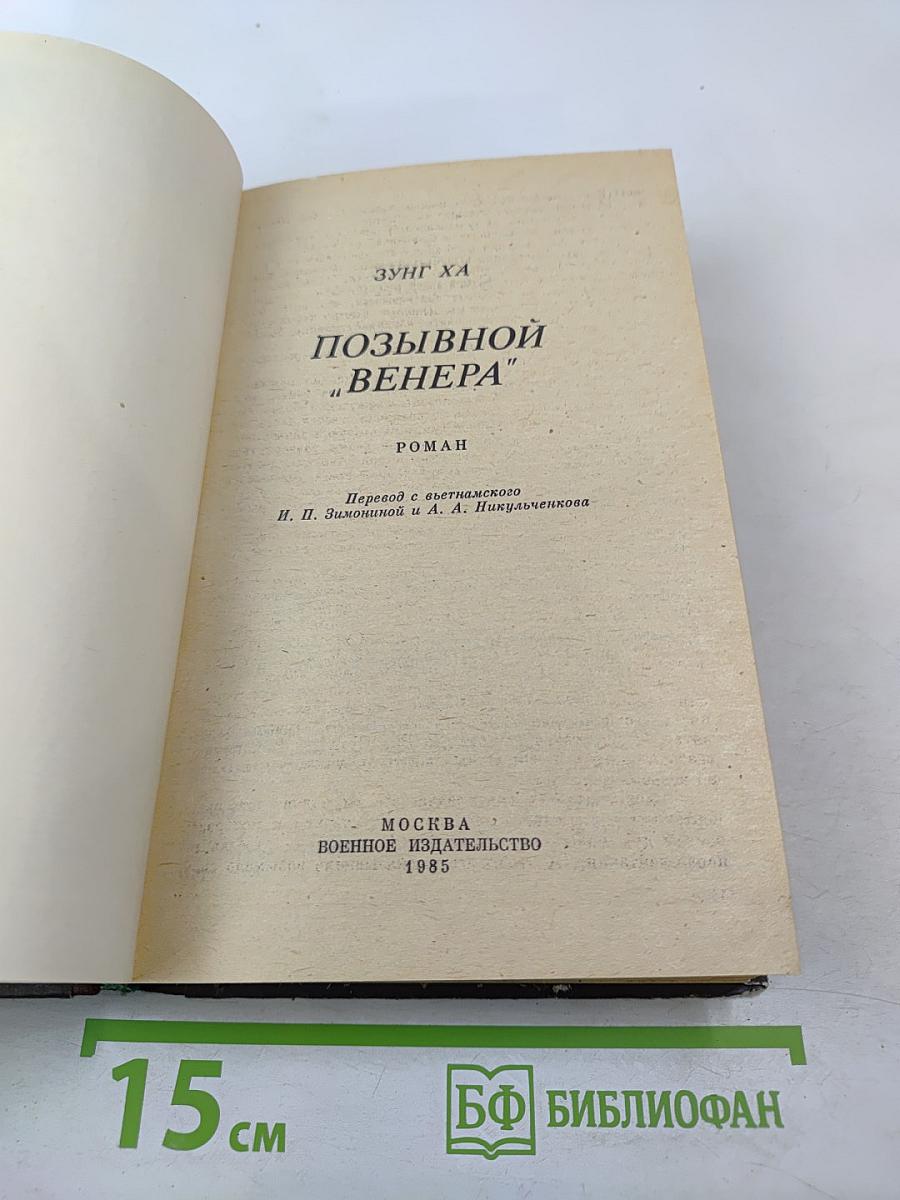 ЗУНГ ХА
ПОЗЫВНОЙ
„ВЕНЕРА"
РОМАН
Перевод с вьетнамского
И. П. Зимониной и А. А. Никульченкова
МОСКВА
ВОЕННОЕ ИЗДАТЕЛЬСТВО
1985
15 см
БФ БИБЛИОФАН